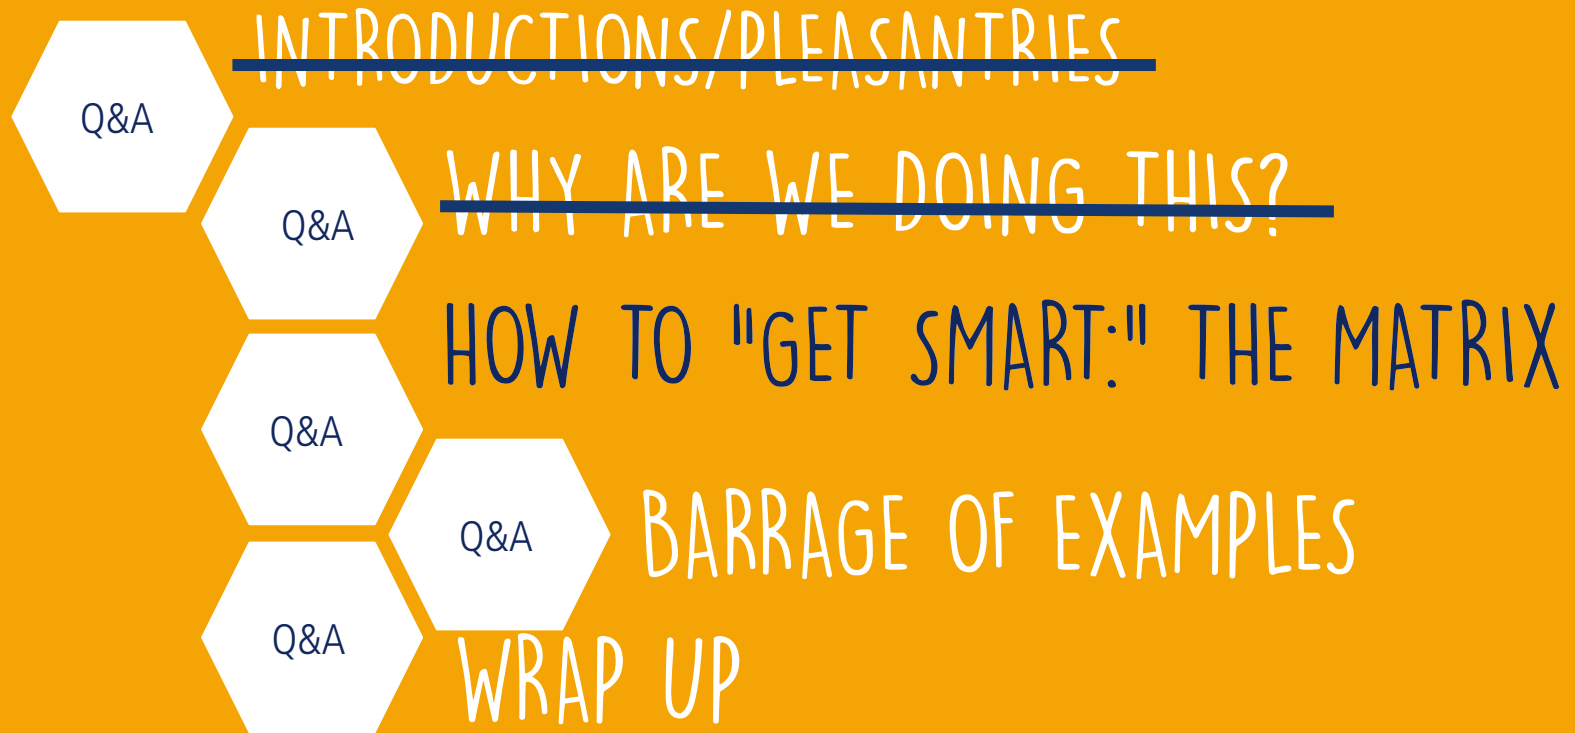 INTRODUCTIONS/PLEASANTRIES
Q&A
WHY ARE WE DOING THIS?
Q&A
HOW TO "GET SMART:" THE MATRIX
Q&A
BARRAGE OF EXAMPLES
Q&A
WRAP UP
Q&A